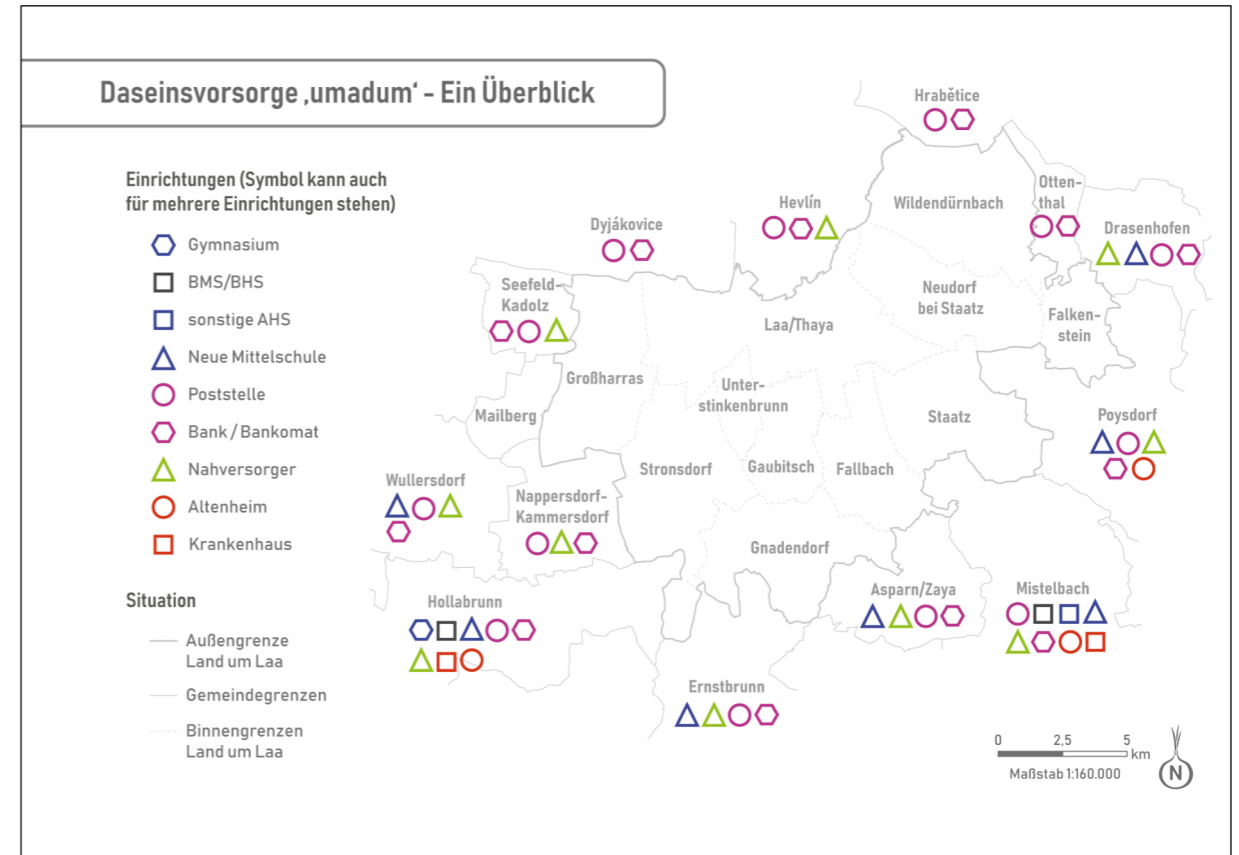 Daseinsvorsorge ‚umadum‘ - Ein Überblick
Einrichtungen (Symbol kann auch
für mehrere Einrichtungen stehen)
Gymnasium
BMS/BHS
sonstige AHS
Neue Mittelschule
Poststelle
Bank / Bankomat
Nahversorger
Altenheim
Krankenhaus
Situation
Außengrenze
Land um Laa
Gemeindegrenzen
Binnengrenzen
Land um Laa
Hrabětice
Wildendürnbach
Otten-
thal
Hevlín
Dyjákovice
Drasenhofen
Seefeld-
Kadolz
Neudorf
bei Staatz
Falken-
stein
Laa/Thaya
Großharras
Unter-
stinkenbrunn
Mailberg
Staatz
Poysdorf
Stronsdorf
Gaubitsch
Fallbach
Wullersdorf
Nappersdorf-
Kammersdorf
Gnadendorf
Asparn/Zaya
Mistelbach
Hollabrunn
Ernstbrunn
0 2,5 5
km
Maßstab 1:160.000
N